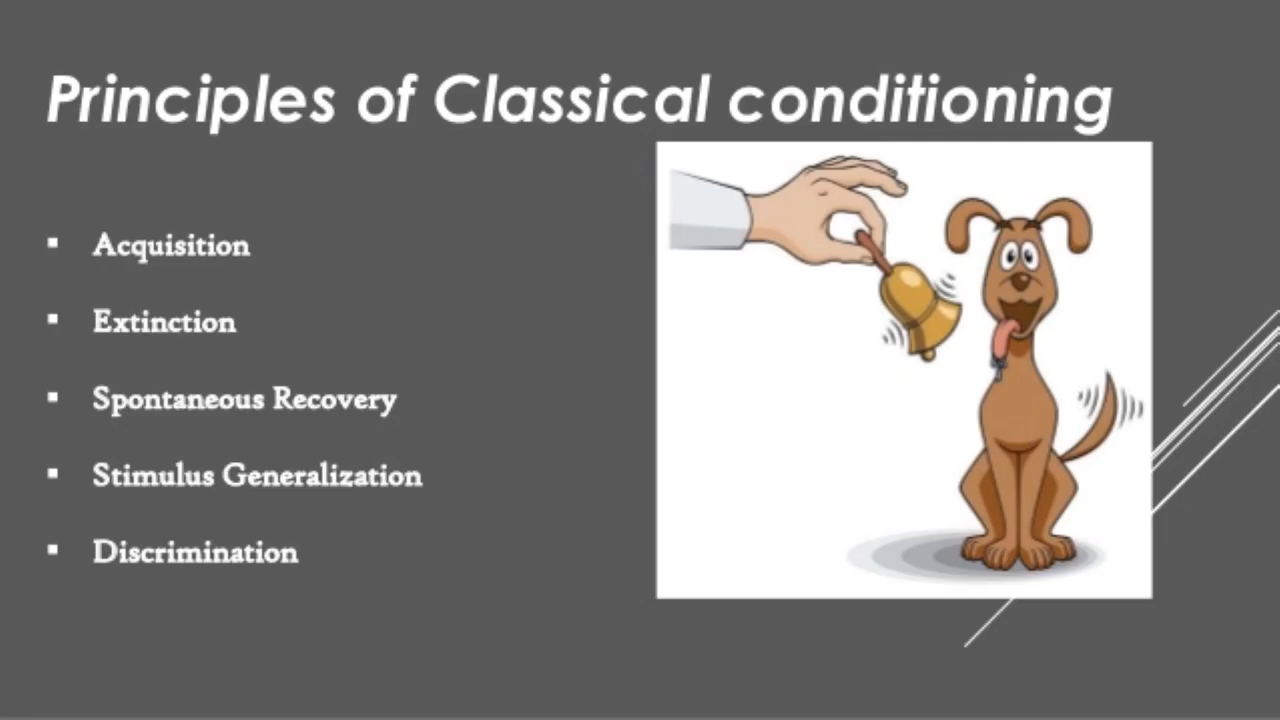 Principles of Classical conditioning
Acquisition
Extinction
Spontaneous Recovery
Stimulus Generalization
Discrimination